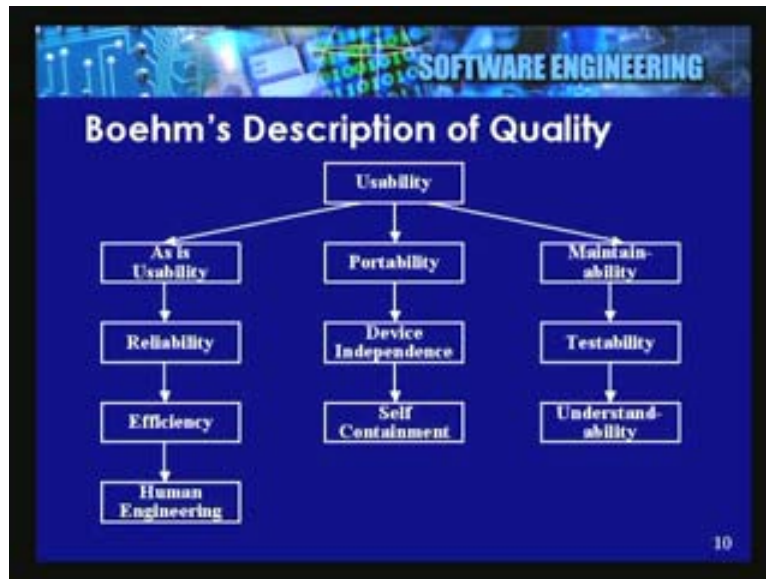 SOFTWARE ENGINEERING
Boehm's Description of Quality
Usability
As is
Usability
Portability
Maintain-
ability
Reliability
Device
Independence
Testability
Efficiency
Self
Containment
Understand-
ability
Human
Engineering
10